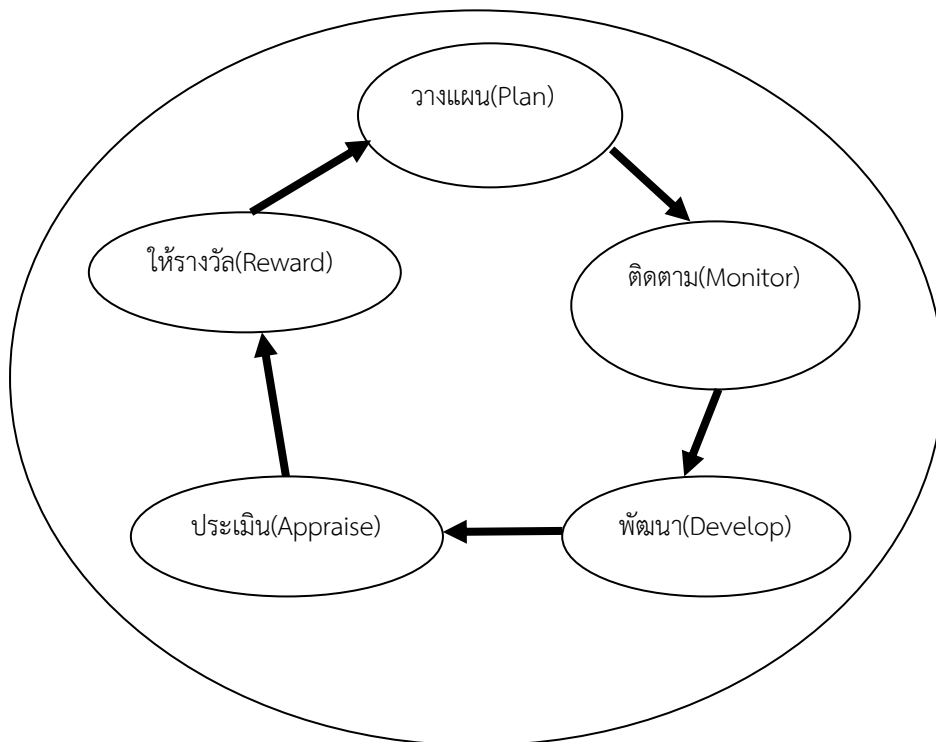 วางแผน(Plan)
ให้รางวัล(Reward)
ติดตาม(Monitor)
ประเมิน(Appraise)
พัฒนา(Develop)